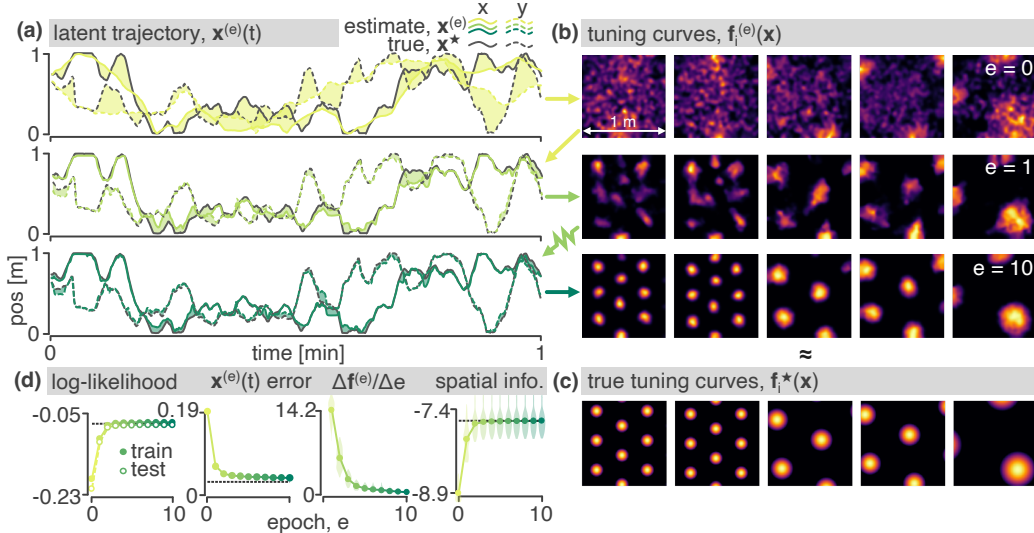 (a) latent trajectory, x⁽ᵉ⁾(t)
x y
estimate, x⁽ᵉ⁾
true, x★
1
0
1
0
1
0
pos [m]
0 time [min] 1
(b) tuning curves, fᵢ⁽ᵉ⁾(x)
e = 0
1 m
e = 1
e = 10
≈
(c) true tuning curves, fᵢ★(x)
(d) log-likelihood x⁽ᵉ⁾(t) error Δf⁽ᵉ⁾/Δe spatial info.
-0.05 0.19 14.2 -7.4
train
test
-0.23 0 0 -8.9
0 10 0 0 10 0 10
epoch, e